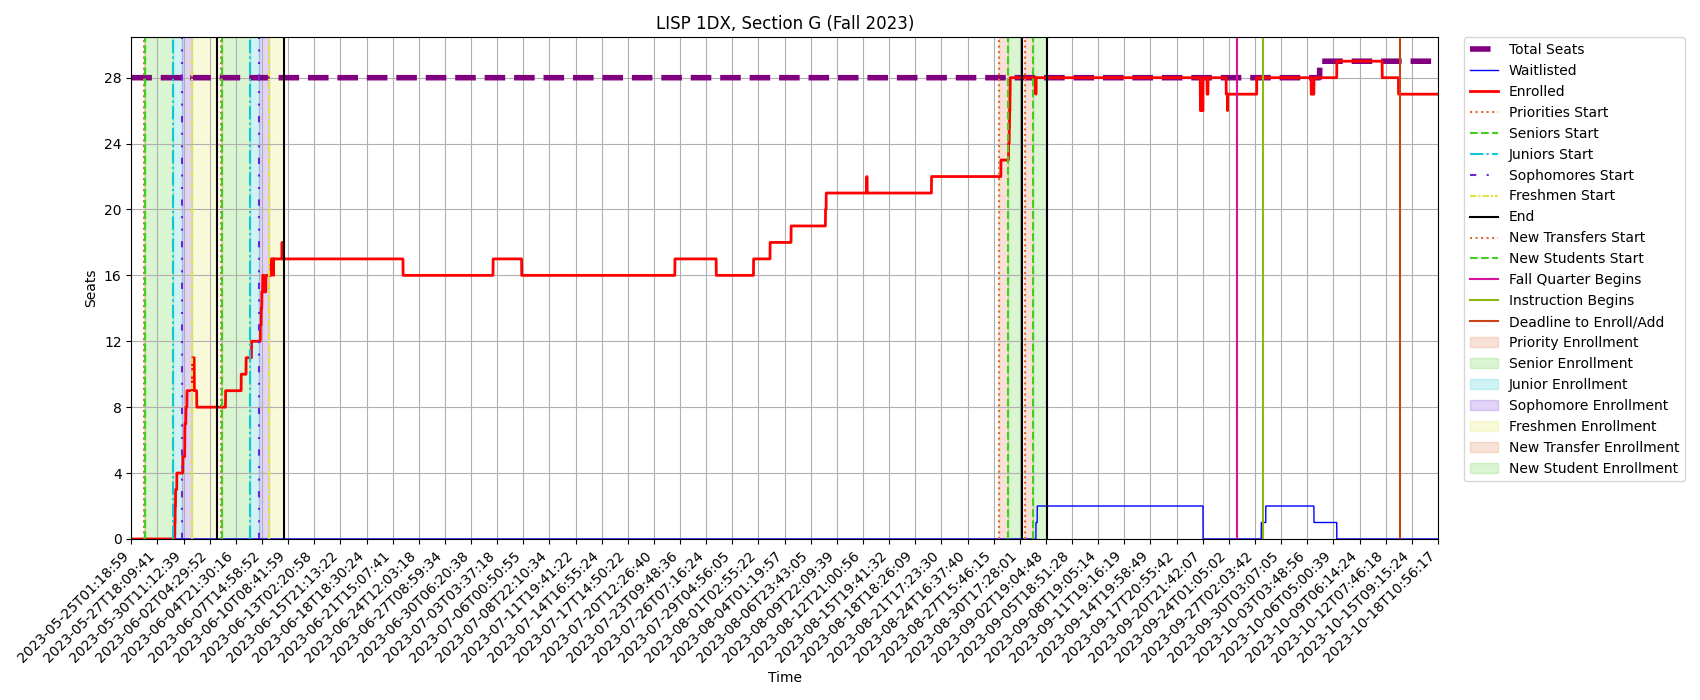 LISP 1DX, Section G (Fall 2023)
Seats
28
24
20
16
12
8
4
0
2023-05-25T01:18:59
2023-05-27T18:09:41
2023-05-30T11:12:39
2023-06-02T04:29:52
2023-06-04T21:30:16
2023-06-07T14:58:52
2023-06-10T08:41:59
2023-06-13T02:20:58
2023-06-15T21:13:22
2023-06-18T18:30:24
2023-06-21T15:07:41
2023-06-24T12:03:18
2023-06-27T08:59:34
2023-06-30T06:20:38
2023-07-03T03:37:18
2023-07-06T00:50:55
2023-07-08T22:10:34
2023-07-11T19:41:22
2023-07-14T16:55:24
2023-07-17T14:50:22
2023-07-20T12:26:40
2023-07-23T09:48:36
2023-07-26T07:16:24
2023-07-29T04:56:05
2023-08-01T02:55:22
2023-08-04T01:19:57
2023-08-06T23:43:05
2023-08-09T22:09:39
2023-08-12T21:00:56
2023-08-15T19:41:32
2023-08-18T18:26:09
2023-08-21T17:23:30
2023-08-24T16:37:40
2023-08-27T15:46:15
2023-08-30T17:28:01
2023-09-02T19:04:48
2023-09-05T18:51:28
2023-09-08T19:05:14
2023-09-11T19:16:19
2023-09-14T19:58:49
2023-09-17T20:55:42
2023-09-20T21:42:07
2023-09-24T01:05:02
2023-09-27T02:03:42
2023-09-30T03:07:05
2023-10-03T03:48:56
2023-10-06T05:00:39
2023-10-09T06:14:24
2023-10-12T07:46:18
2023-10-15T09:15:24
2023-10-18T10:56:17
Time
Total Seats
Waitlisted
Enrolled
Priorities Start
Seniors Start
Juniors Start
Sophomores Start
Freshmen Start
End
New Transfers Start
New Students Start
Fall Quarter Begins
Instruction Begins
Deadline to Enroll/Add
Priority Enrollment
Senior Enrollment
Junior Enrollment
Sophomore Enrollment
Freshmen Enrollment
New Transfer Enrollment
New Student Enrollment